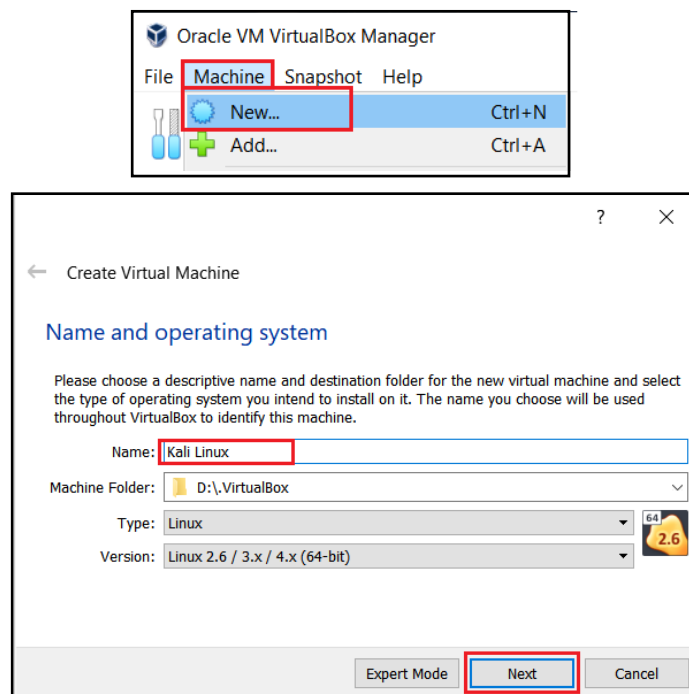 Oracle VM VirtualBox Manager
File Machine Snapshot Help
New... Ctrl+N
Add... Ctrl+A
? ×
← Create Virtual Machine
Name and operating system
Please choose a descriptive name and destination folder for the new virtual machine and select
the type of operating system you intend to install on it. The name you choose will be used
throughout VirtualBox to identify this machine.
Name: Kali Linux
Machine Folder: D:\.VirtualBox
Type: Linux
64
2.6
Version: Linux 2.6 / 3.x / 4.x (64-bit)
Expert Mode Next Cancel